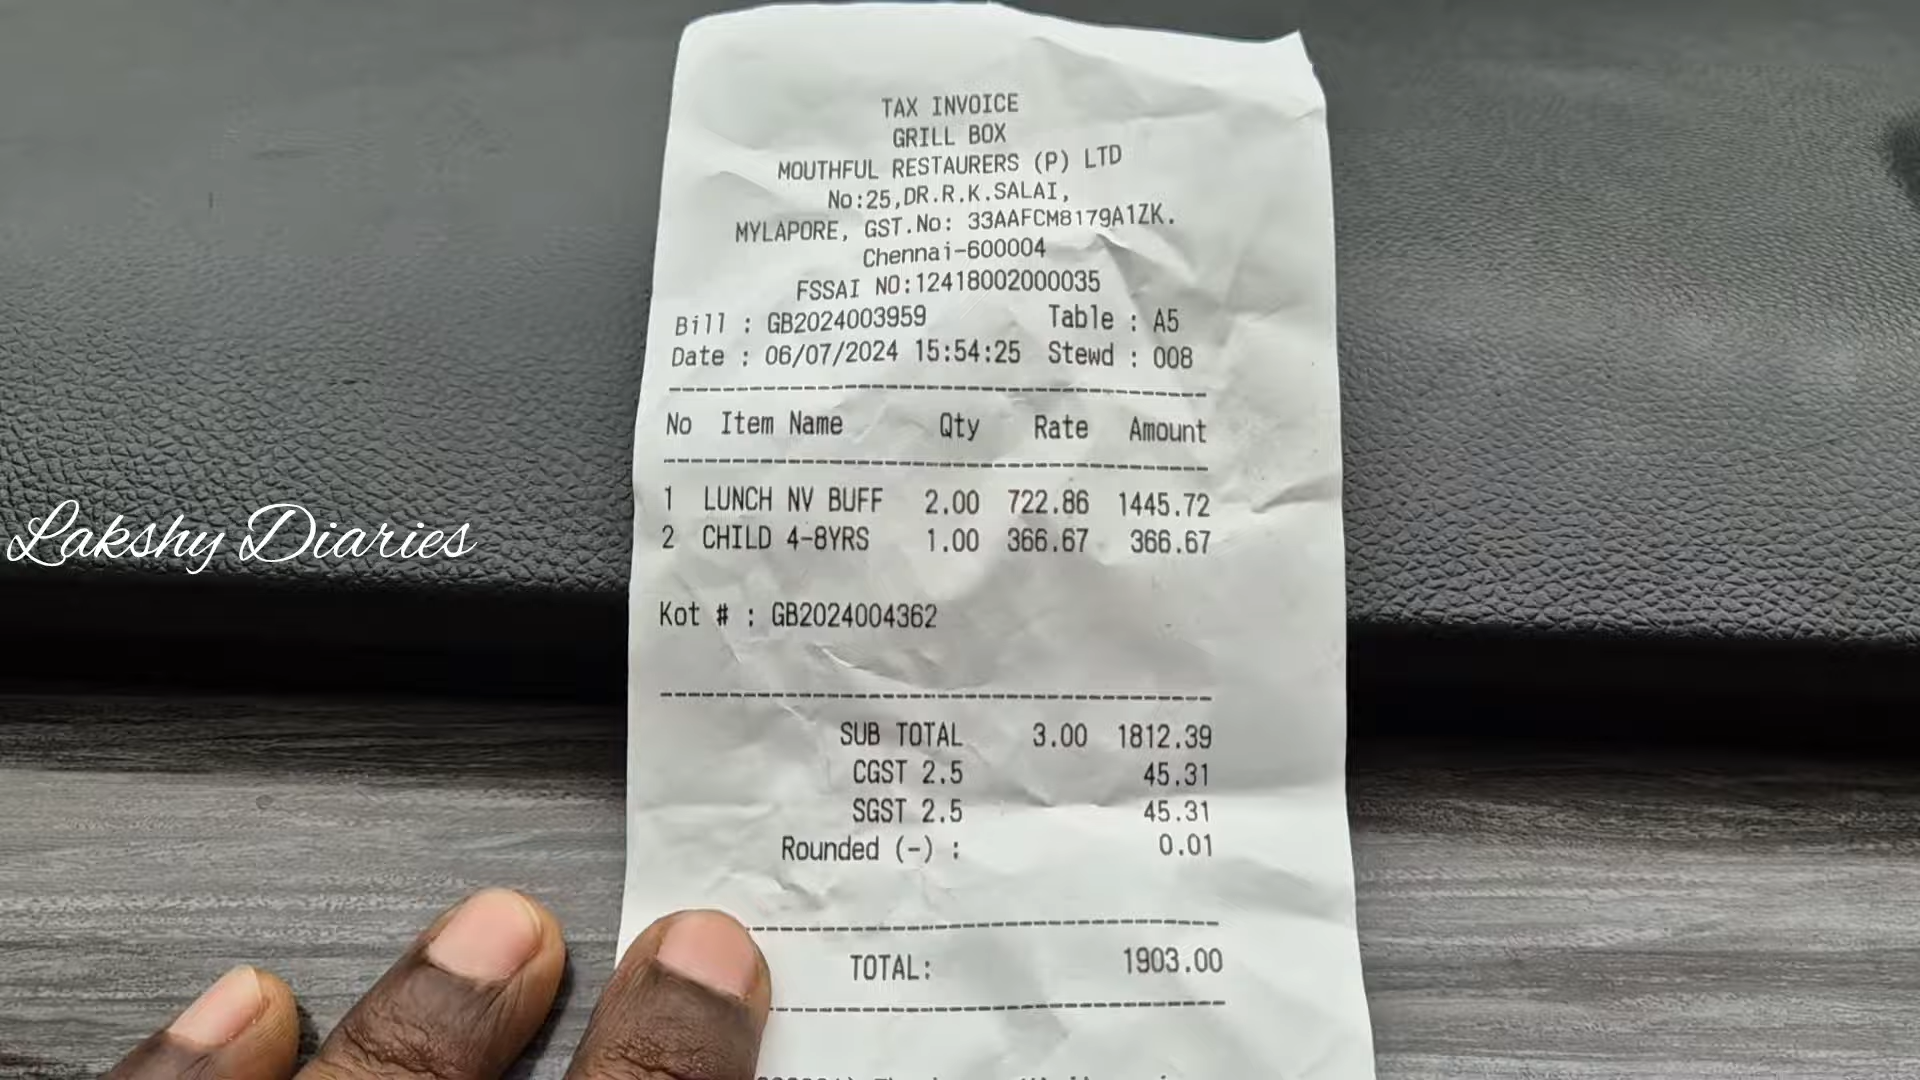 TAX INVOICE
GRILL BOX
MOUTHFUL RESTAURERS (P) LTD
No:25,DR.R.K.SALAI,
MYLAPORE, GST.No: 33AAFCM8179A1ZK.
Chennai-600004
FSSAI NO:12418002000035
Bill : GB2024003959 Table : A5
Date : 06/07/2024 15:54:25 Stewd : 008
No Item Name Qty Rate Amount
1 LUNCH NV BUFF 2.00 722.86 1445.72
2 CHILD 4-8YRS 1.00 366.67 366.67
Kot # : GB2024004362
SUB TOTAL 3.00 1812.39
CGST 2.5 45.31
SGST 2.5 45.31
Rounded (-) : 0.01
TOTAL: 1903.00
Lakshy Diaries